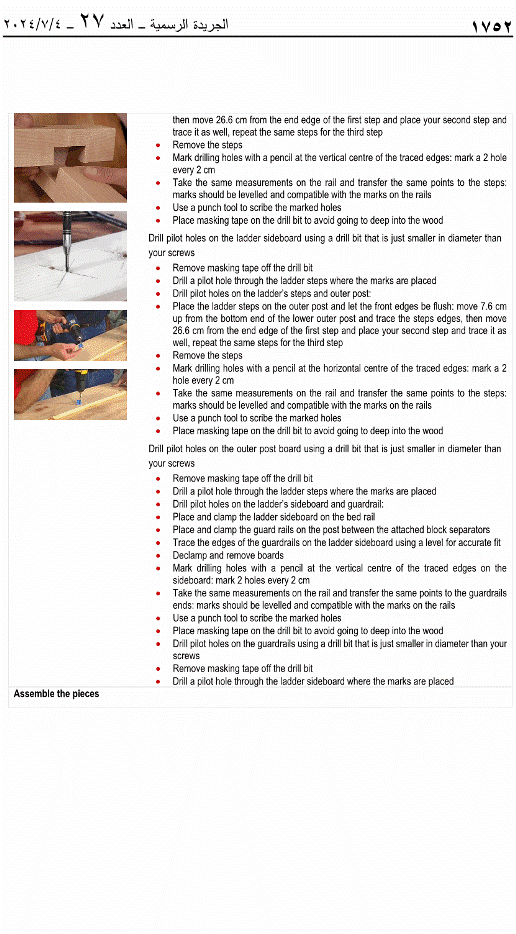 ١٧٥٢
الجريدة الرسمية ــ العدد ٢٧ ــ ٢٠٢٤/٧/٤
then move 26.6 cm from the end edge of the first step and place your second step and
trace it as well, repeat the same steps for the third step
• Remove the steps
• Mark drilling holes with a pencil at the vertical centre of the traced edges: mark a 2 hole
every 2 cm
• Take the same measurements on the rail and transfer the same points to the steps:
marks should be levelled and compatible with the marks on the rails
• Use a punch tool to scribe the marked holes
• Place masking tape on the drill bit to avoid going to deep into the wood
Drill pilot holes on the ladder sideboard using a drill bit that is just smaller in diameter than
your screws
• Remove masking tape off the drill bit
• Drill a pilot hole through the ladder steps where the marks are placed
• Drill pilot holes on the ladder's steps and outer post:
• Place the ladder steps on the outer post and let the front edges be flush: move 7.6 cm
up from the bottom end of the lower outer post and trace the steps edges, then move
26.6 cm from the end edge of the first step and place your second step and trace it as
well, repeat the same steps for the third step
• Remove the steps
• Mark drilling holes with a pencil at the horizontal centre of the traced edges: mark a 2
hole every 2 cm
• Take the same measurements on the rail and transfer the same points to the steps:
marks should be levelled and compatible with the marks on the rails
• Use a punch tool to scribe the marked holes
• Place masking tape on the drill bit to avoid going to deep into the wood
Drill pilot holes on the outer post board using a drill bit that is just smaller in diameter than
your screws
• Remove masking tape off the drill bit
• Drill a pilot hole through the ladder steps where the marks are placed
• Drill pilot holes on the ladder's sideboard and guardrail:
• Place and clamp the ladder sideboard on the bed rail
• Place and clamp the guard rails on the post between the attached block separators
• Trace the edges of the guardrails on the ladder sideboard using a level for accurate fit
• Declamp and remove boards
• Mark drilling holes with a pencil at the vertical centre of the traced edges on the
sideboard: mark 2 holes every 2 cm
• Take the same measurements on the rail and transfer the same points to the guardrails
ends: marks should be levelled and compatible with the marks on the rails
• Use a punch tool to scribe the marked holes
• Place masking tape on the drill bit to avoid going to deep into the wood
• Drill pilot holes on the guardrails using a drill bit that is just smaller in diameter than your
screws
• Remove masking tape off the drill bit
• Drill a pilot hole through the ladder sideboard where the marks are placed
Assemble the pieces